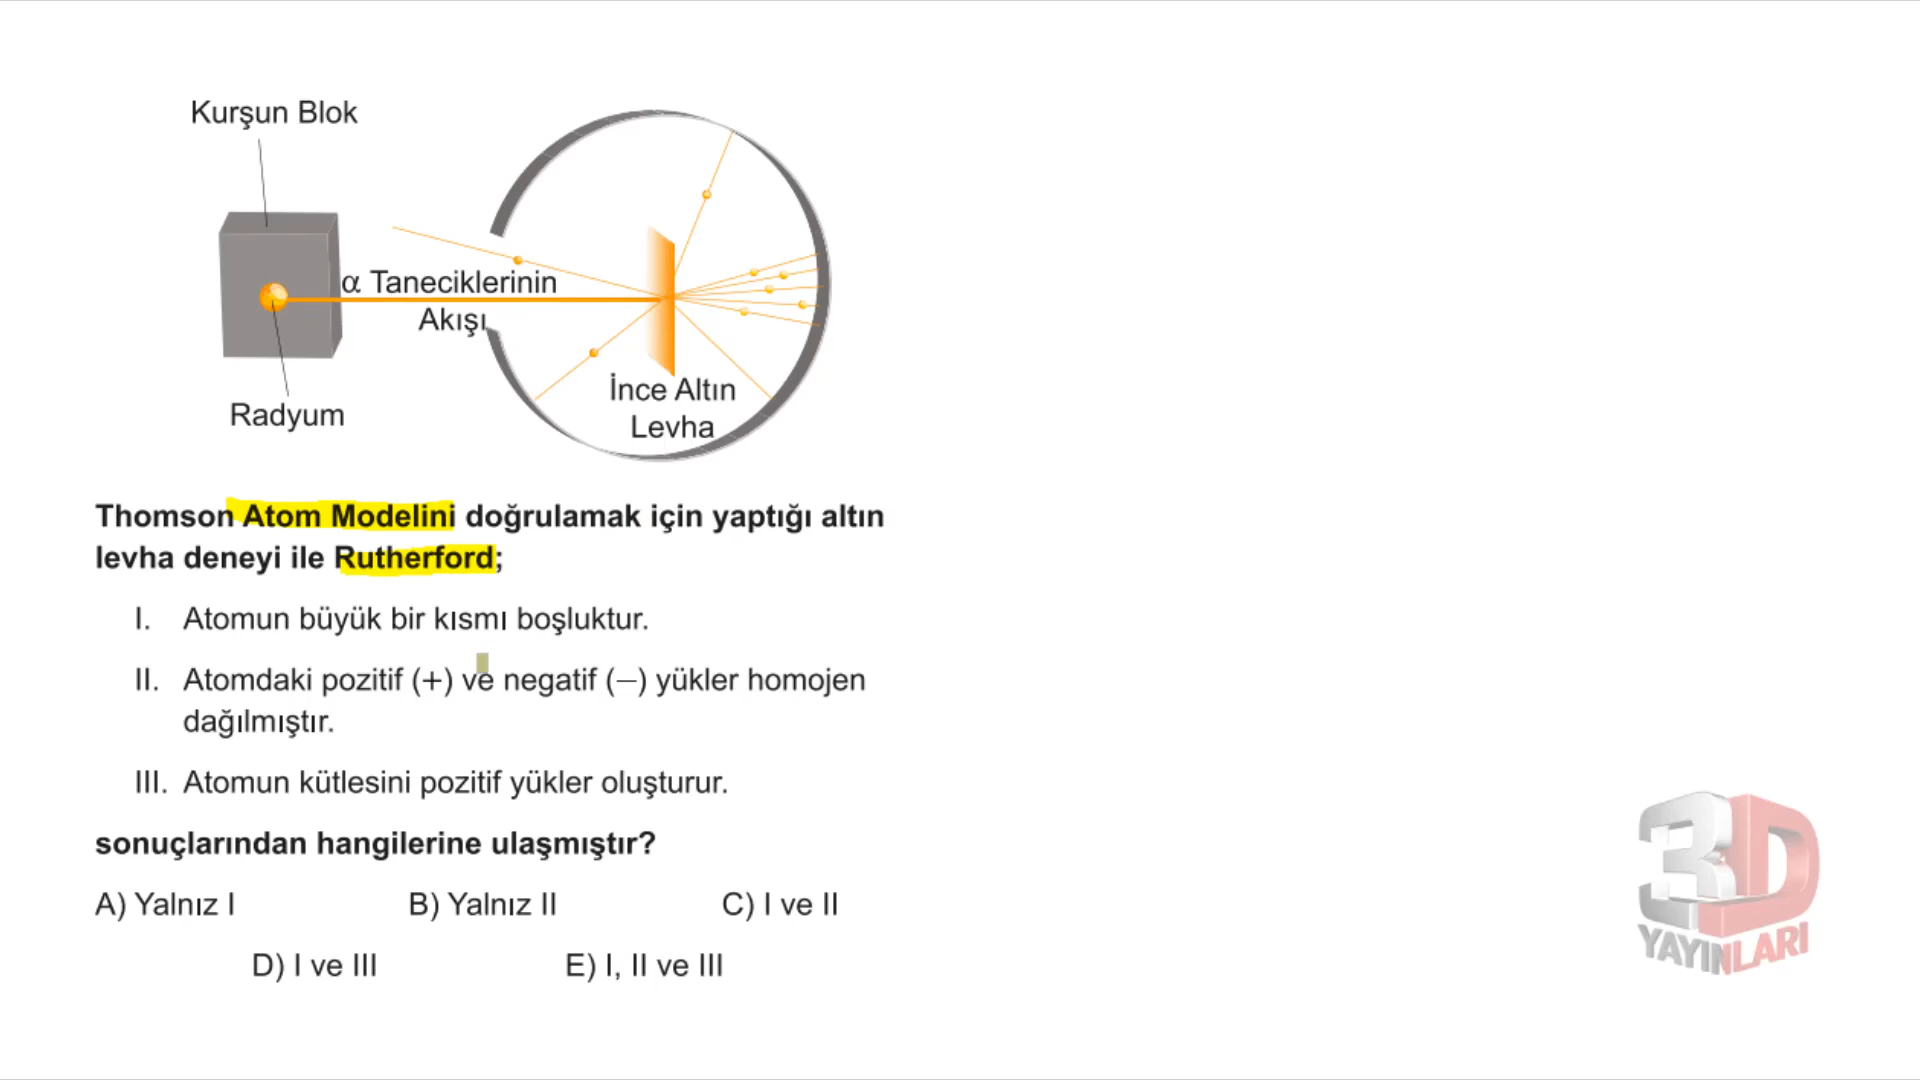 Kurşun Blok
α Taneciklerinin
Akışı
İnce Altın
Levha
Radyum
Thomson Atom Modelini doğrulamak için yaptığı altın
levha deneyi ile Rutherford;
I. Atomun büyük bir kısmı boşluktur.
II. Atomdaki pozitif (+) ve negatif (−) yükler homojen
dağılmıştır.
III. Atomun kütlesini pozitif yükler oluşturur.
sonuçlarından hangilerine ulaşmıştır?
A) Yalnız I B) Yalnız II C) I ve II
D) I ve III E) I, II ve III
3D
YAYINLARI